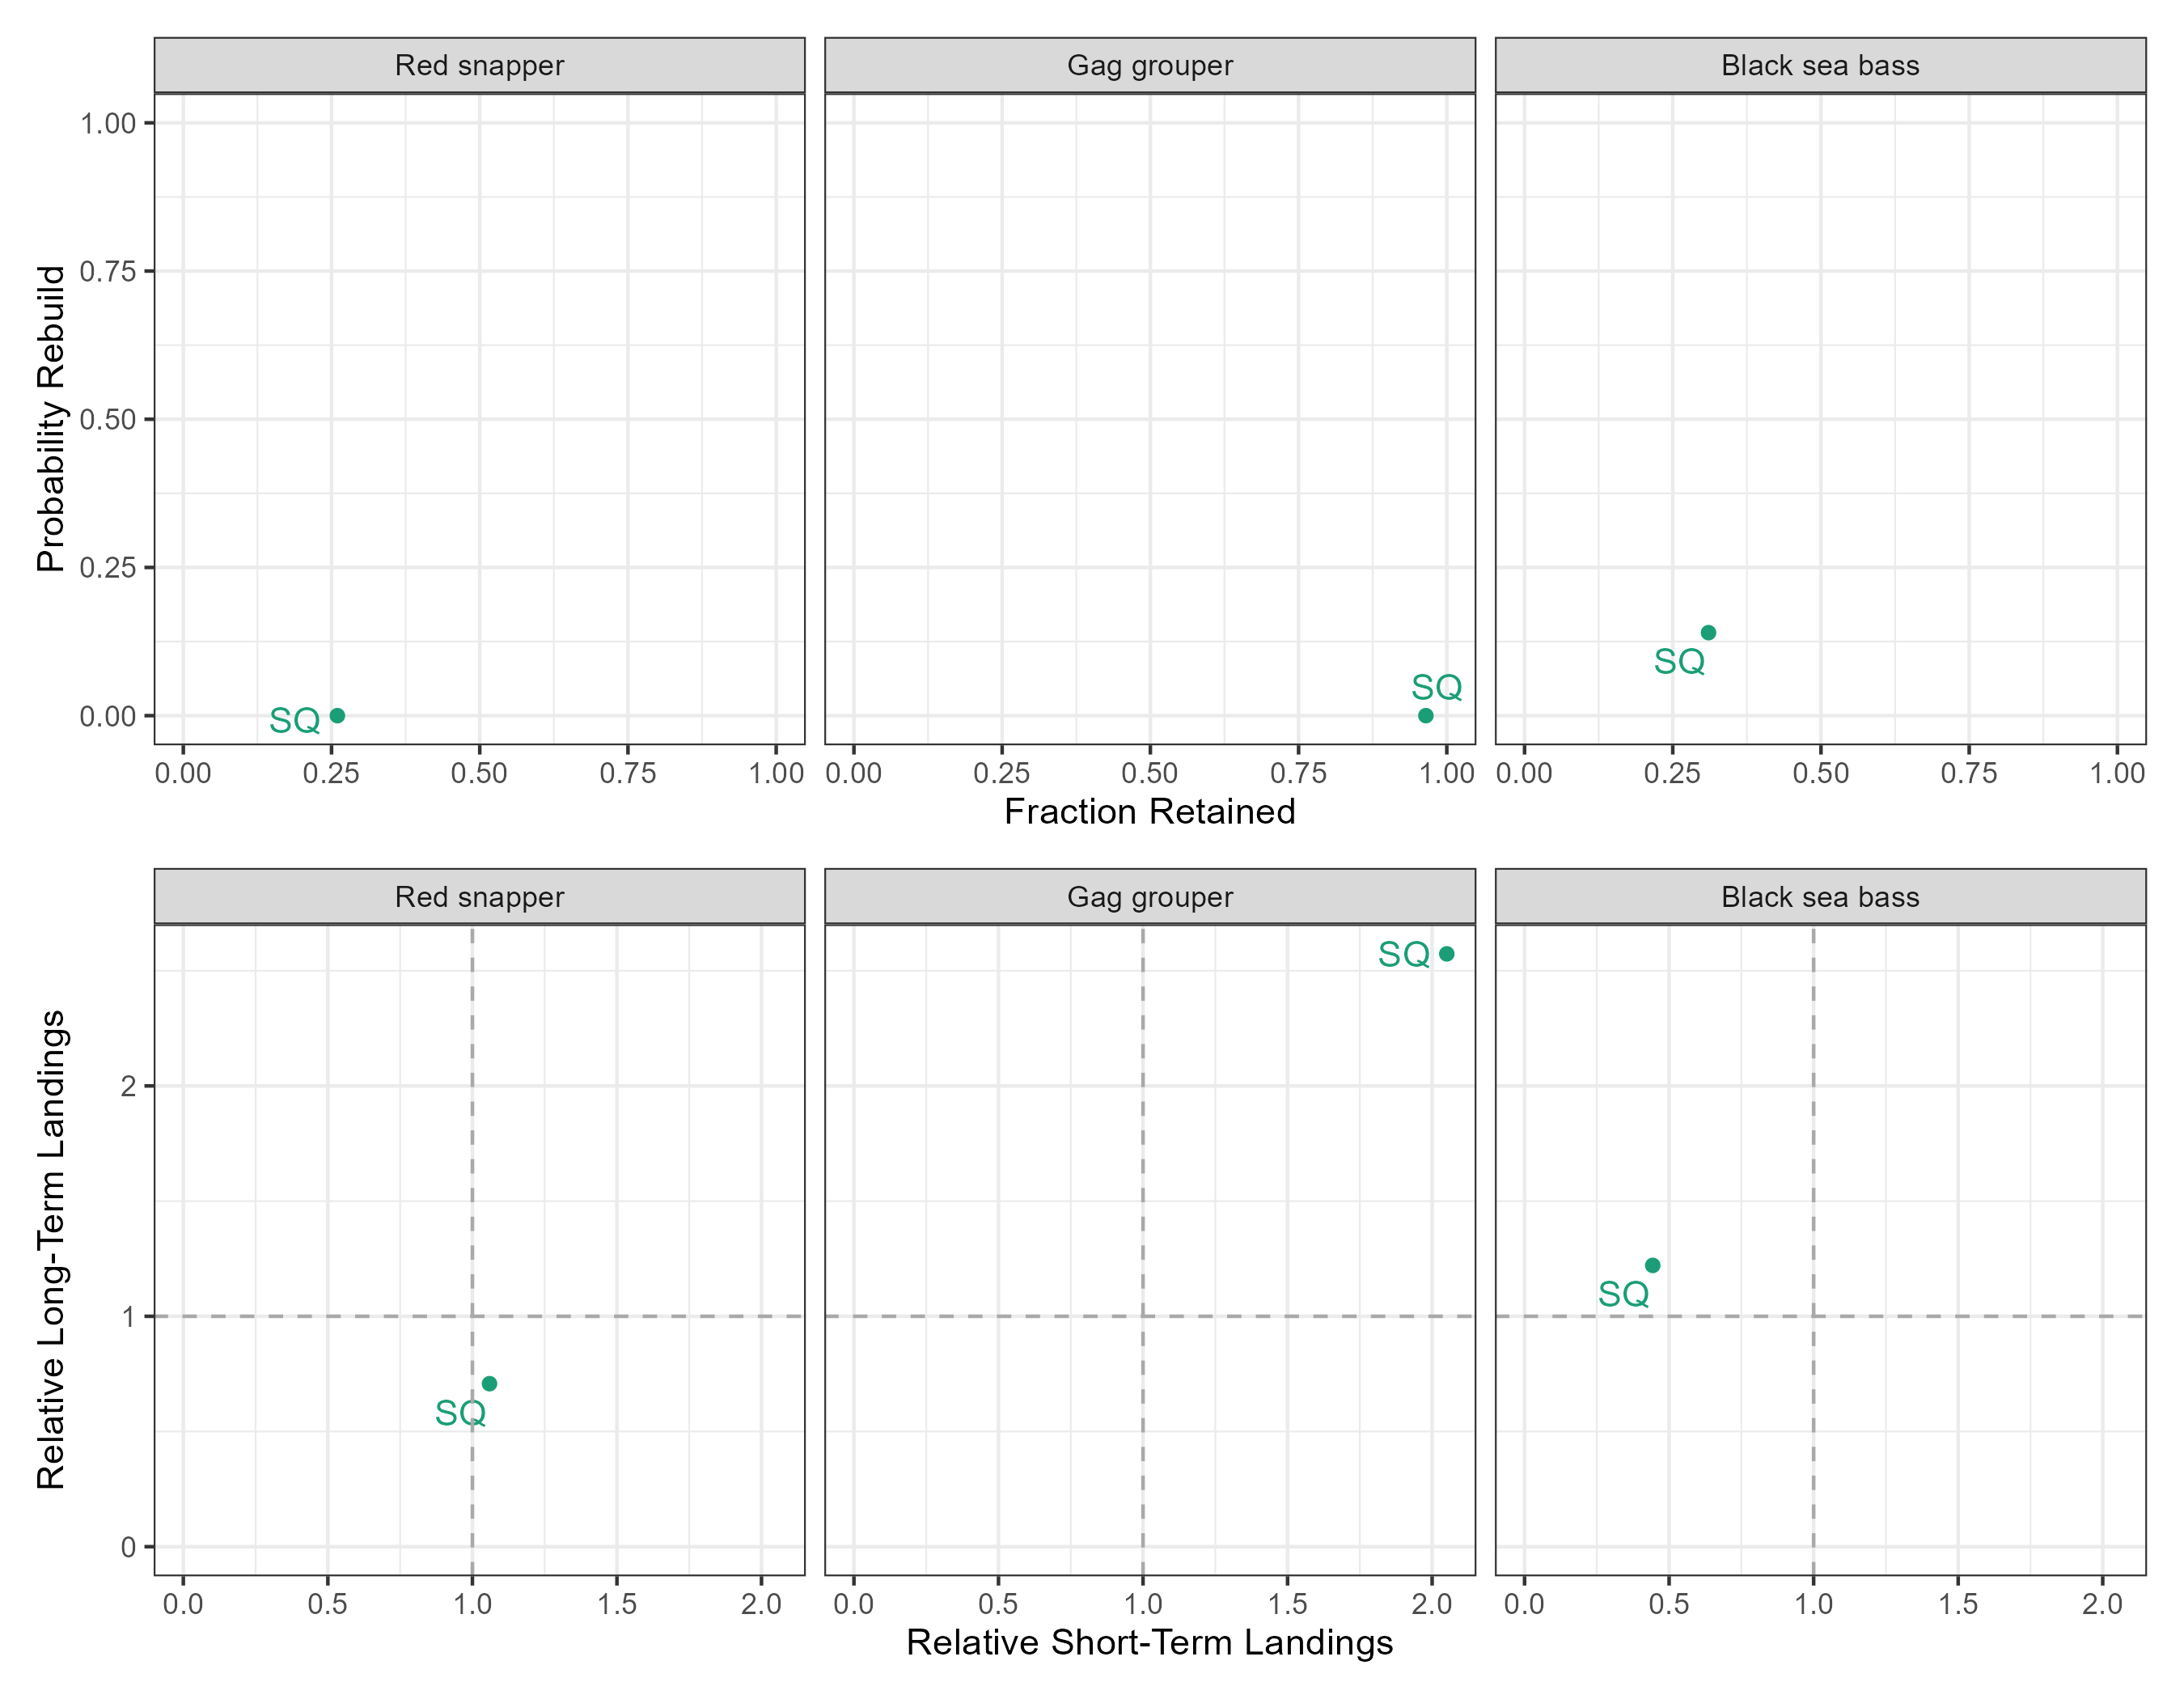 Red snapper
Gag grouper
Black sea bass
Probability Rebuild
1.00
0.75
0.50
0.25
0.00
SQ
SQ
SQ
0.00 0.25 0.50 0.75 1.00
0.00 0.25 0.50 0.75 1.00
0.00 0.25 0.50 0.75 1.00
Fraction Retained
Red snapper
Gag grouper
Black sea bass
Relative Long-Term Landings
2
1
0
SQ
SQ
SQ
0.0 0.5 1.0 1.5 2.0
0.0 0.5 1.0 1.5 2.0
0.0 0.5 1.0 1.5 2.0
Relative Short-Term Landings